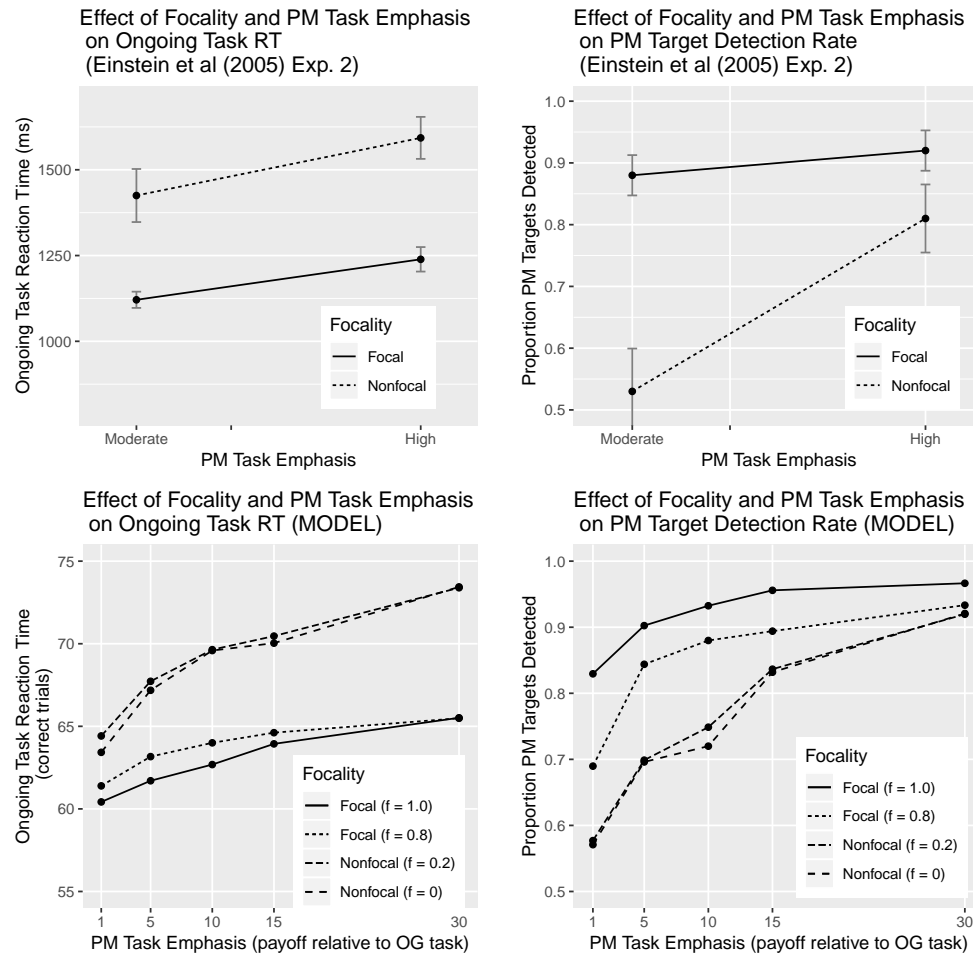 Effect of Focality and PM Task Emphasis
on Ongoing Task RT
(Einstein et al (2005) Exp. 2)
Ongoing Task Reaction Time (ms)
1500
1250
1000
Focality
Focal
Nonfocal
Moderate
High
PM Task Emphasis
Effect of Focality and PM Task Emphasis
on PM Target Detection Rate
(Einstein et al (2005) Exp. 2)
Proportion PM Targets Detected
1.0
0.9
0.8
0.7
0.6
0.5
Focality
Focal
Nonfocal
Moderate
High
PM Task Emphasis
Effect of Focality and PM Task Emphasis
on Ongoing Task RT (MODEL)
Ongoing Task Reaction Time
(correct trials)
75
70
65
60
55
Focality
Focal (f = 1.0)
Focal (f = 0.8)
Nonfocal (f = 0.2)
Nonfocal (f = 0)
1 5 10 15 30
PM Task Emphasis (payoff relative to OG task)
Effect of Focality and PM Task Emphasis
on PM Target Detection Rate (MODEL)
Proportion PM Targets Detected
1.0
0.9
0.8
0.7
0.6
0.5
Focality
Focal (f = 1.0)
Focal (f = 0.8)
Nonfocal (f = 0.2)
Nonfocal (f = 0)
1 5 10 15 30
PM Task Emphasis (payoff relative to OG task)